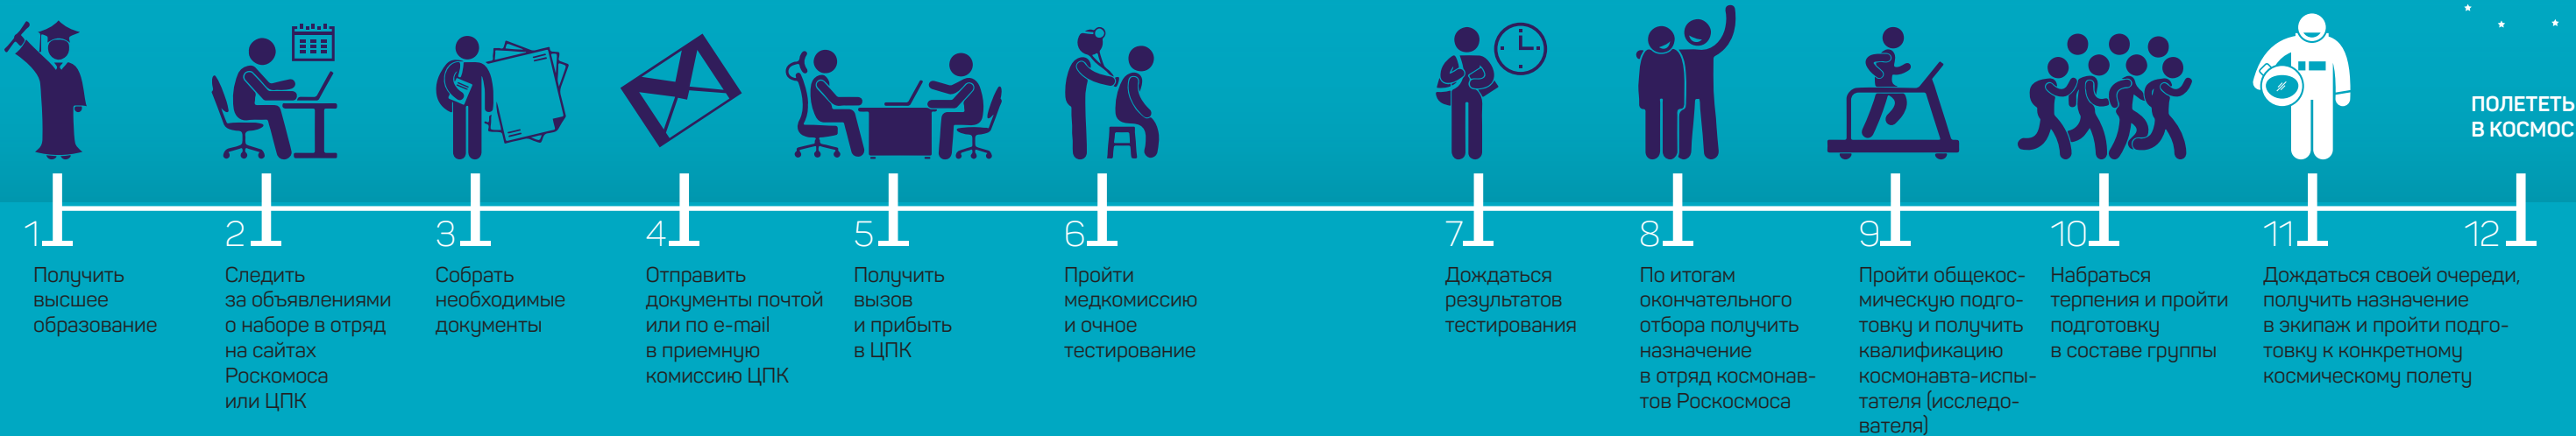 1
Получить
высшее
образование
2
Следить
за объявлениями
о наборе в отряд
на сайтах
Роскомоса
или ЦПК
3
Собрать
необходимые
документы
4
Отправить
документы почтой
или по e-mail
в приемную
комиссию ЦПК
5
Получить
вызов
и прибыть
в ЦПК
6
Пройти
медкомиссию
и очное
тестирование
7
Дождаться
результатов
тестирования
8
По итогам
окончательного
отбора получить
назначение
в отряд космонав-
тов Роскосмоса
9
Пройти общекос-
мическую подго-
товку и получить
квалификацию
космонавта-испы-
тателя (исследо-
вателя)
10
Набраться
терпения и пройти
подготовку
в составе группы
11
Дождаться своей очереди,
получить назначение
в экипаж и пройти подго-
товку к конкретному
космическому полету
12
ПОЛЕТЕТЬ
В КОСМОС